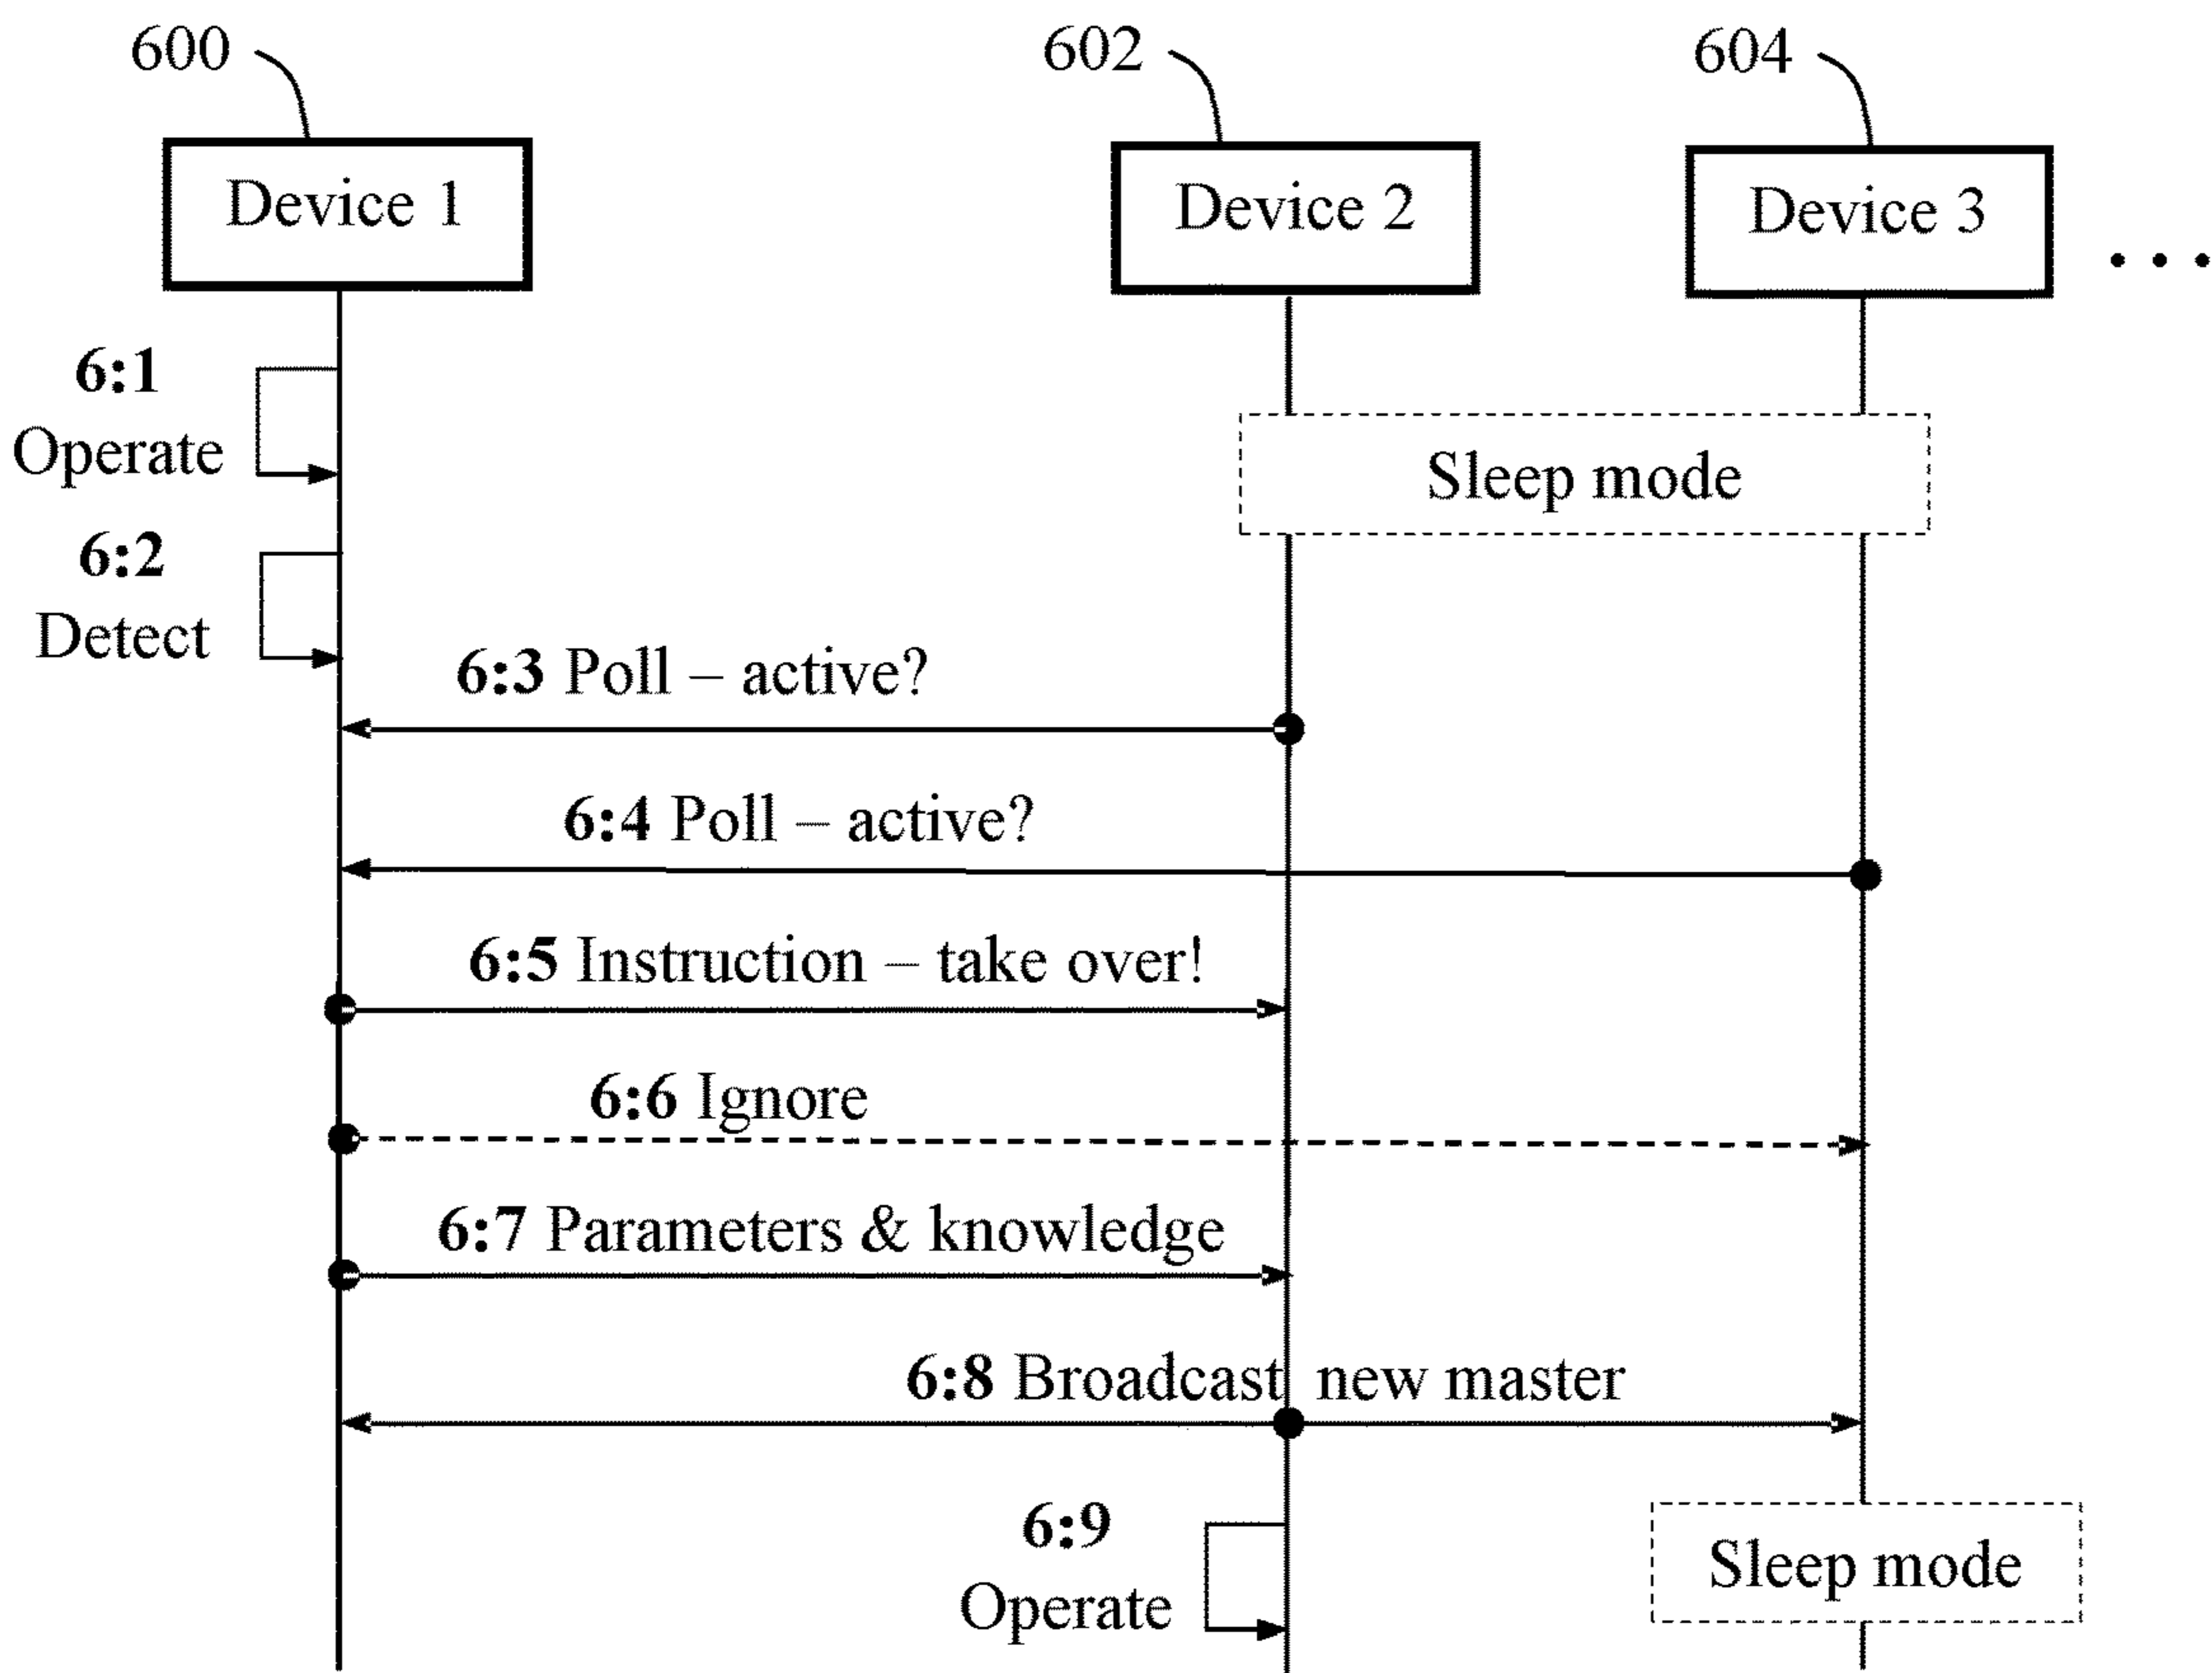 600
602
604
Device 1
Device 2
Device 3
. . .
6:1
Operate
Sleep mode
6:2
Detect
6:3 Poll – active?
6:4 Poll – active?
6:5 Instruction – take over!
6:6 Ignore
6:7 Parameters & knowledge
6:8 Broadcast new master
6:9
Operate
Sleep mode